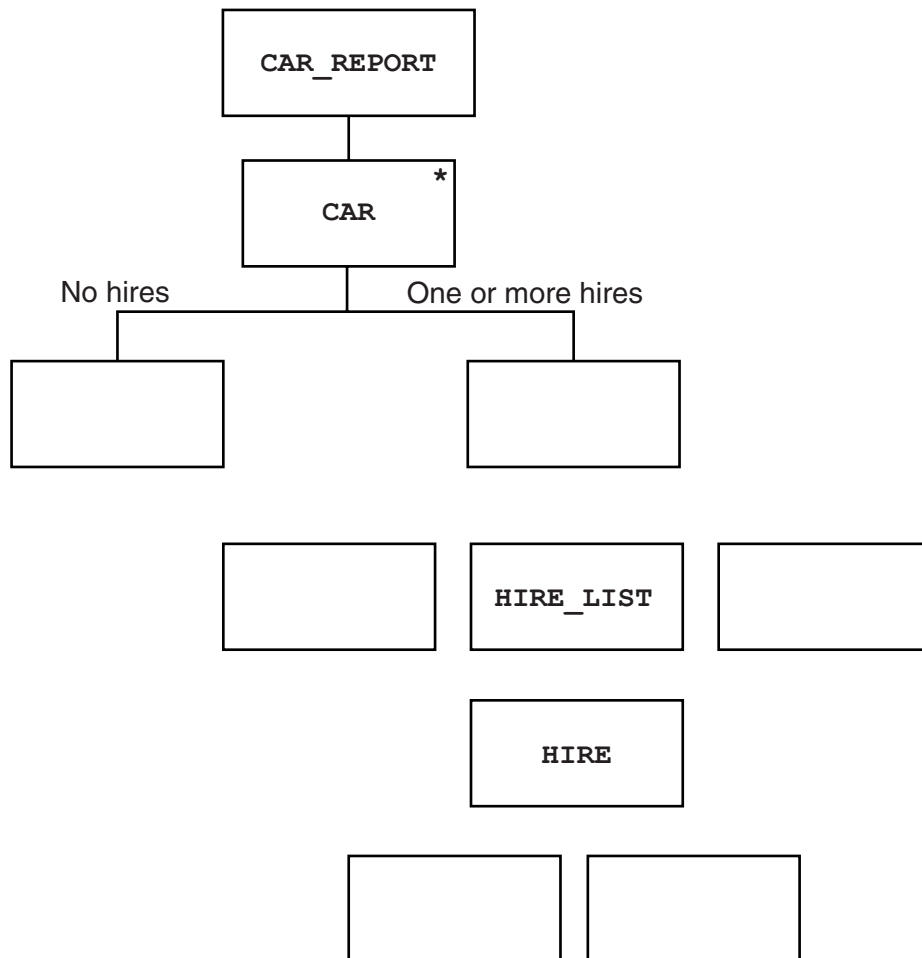 CAR_REPORT
*
CAR
No hires
One or more hires
HIRE_LIST
HIRE